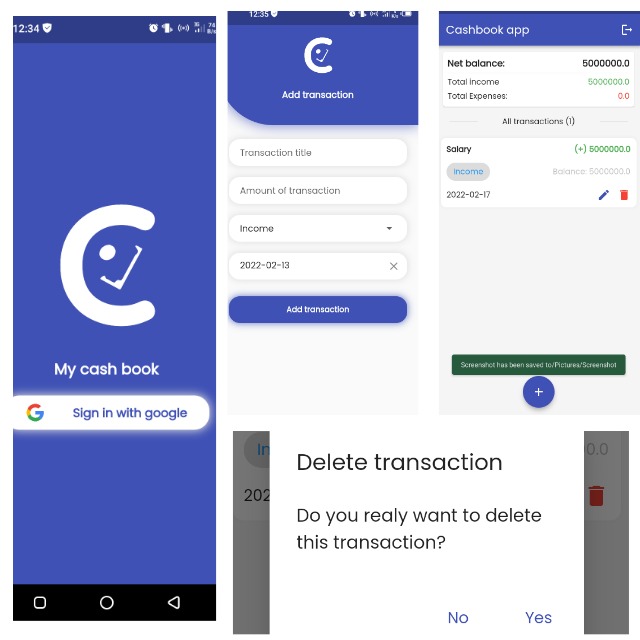 12:34
My cash book
Sign in with google
12:35
Add transaction
Transaction title
Amount of transaction
Income
2022-02-13
Add transaction
Cashbook app
Net balance: 5000000.0
Total income 5000000.0
Total Expenses: 0.0
All transactions (1)
Salary (+) 5000000.0
Income Balance: 5000000.0
2022-02-17
Screenshot has been saved to/Pictures/Screenshot
+
In 0.0
202
Delete transaction
Do you realy want to delete
this transaction?
No Yes